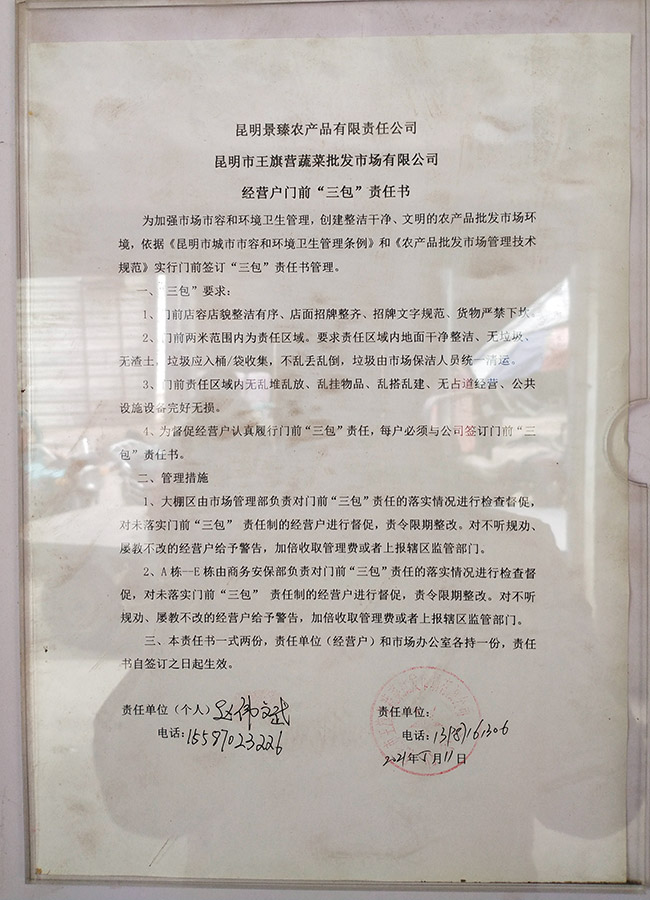 昆明景臻农产品有限责任公司
昆明市王旗营蔬菜批发市场有限公司
经营户门前“三包”责任书
为加强市场市容和环境卫生管理，创建整洁干净、文明的农产品批发市场环
境，依据《昆明市城市市容和环境卫生管理条例》和《农产品批发市场管理技术
规范》实行门前签订“三包”责任书管理。
一、“三包”要求：
1、门前店容店貌整洁有序、店面招牌整齐、招牌文字规范、货物严禁下坎。
2、门前两米范围内为责任区域。要求责任区域内地面干净整洁、无垃圾、
无渣土，垃圾应入桶/袋收集，不乱丢乱倒，垃圾由市场保洁人员统一清运。
3、门前责任区域内无乱堆乱放、乱挂物品、乱搭乱建、无占道经营、公共
设施设备完好无损。
4、为督促经营户认真履行门前“三包”责任，每户必须与公司签订门前“三
包”责任书。
二、管理措施
1、大棚区由市场管理部负责对门前“三包”责任的落实情况进行检查督促，
对未落实门前“三包” 责任制的经营户进行督促，责令限期整改。对不听规劝、
屡教不改的经营户给予警告，加倍收取管理费或者上报辖区监管部门。
2、A 栋--E 栋由商务安保部负责对门前“三包”责任的落实情况进行检查督
促，对未落实门前“三包” 责任制的经营户进行督促，责令限期整改。对不听
规劝、屡教不改的经营户给予警告，加倍收取管理费或者上报辖区监管部门。
三、本责任书一式两份，责任单位（经营户）和市场办公室各持一份，责任
书自签订之日起生效。
责任单位（个人） 责任单位：
电话：15597023226 电话：
2021年5月11日